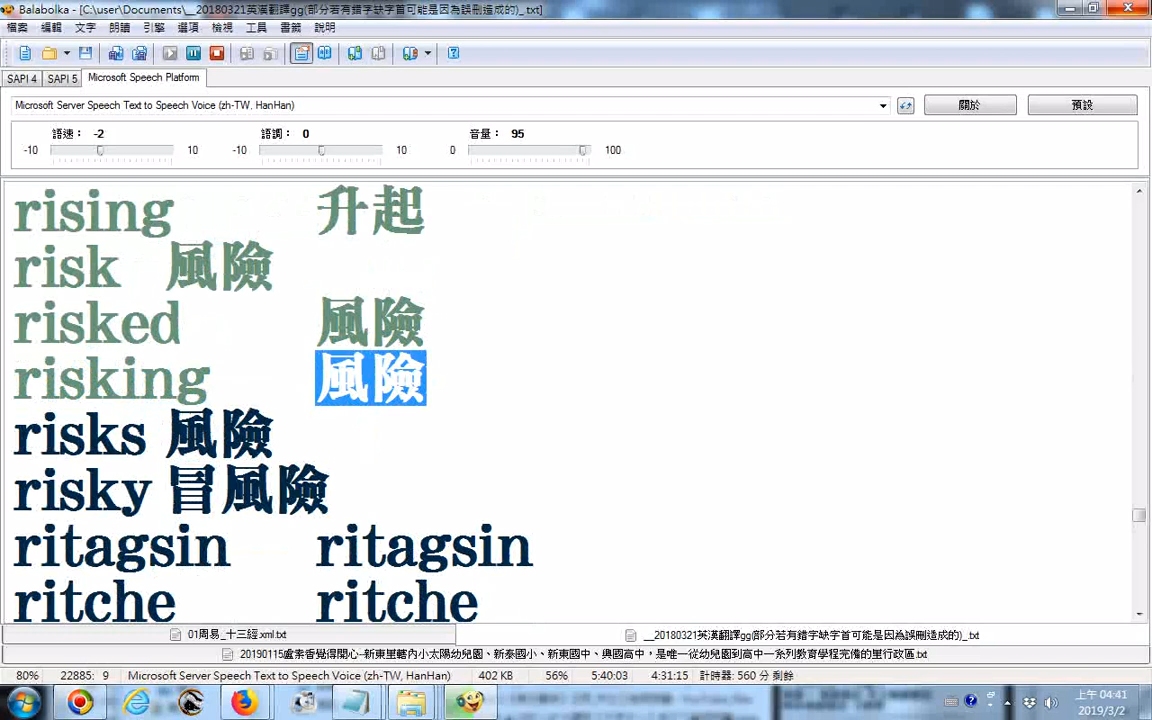 Balabolka - [C:\user\Documents\__20180321英漢翻譯gg(部分若有錯字缺字首可能是因為誤刪造成的)_.txt]
檔案 編輯 文字 朗讀 引擎 選項 檢視 工具 書籤 說明
SAPI 4 SAPI 5 Microsoft Speech Platform
Microsoft Server Speech Text to Speech Voice (zh-TW, HanHan) 關於 預設
語速： -2 語調： 0 音量： 95
-10 10 -10 10 0 100
rising 升起
risk 風險
risked 風險
risking 風險
risks 風險
risky 冒風險
ritagsin ritagsin
ritche ritche
01周易_十三經.xml.txt __20180321英漢翻譯gg(部分若有錯字缺字首可能是因為誤刪造成的)_.txt
20190115盧素香覺得開心-新東里轄內小太陽幼兒園、新泰國小、新東國中、興國高中，是唯一從幼兒園到高中一系列教育學程完備的里行政區.txt
80% 22885: 9 Microsoft Server Speech Text to Speech Voice (zh-TW, HanHan) 402 KB 56% 5:40:03 4:31:15 計時器: 560 分 剩餘
上午 04:41
2019/3/2